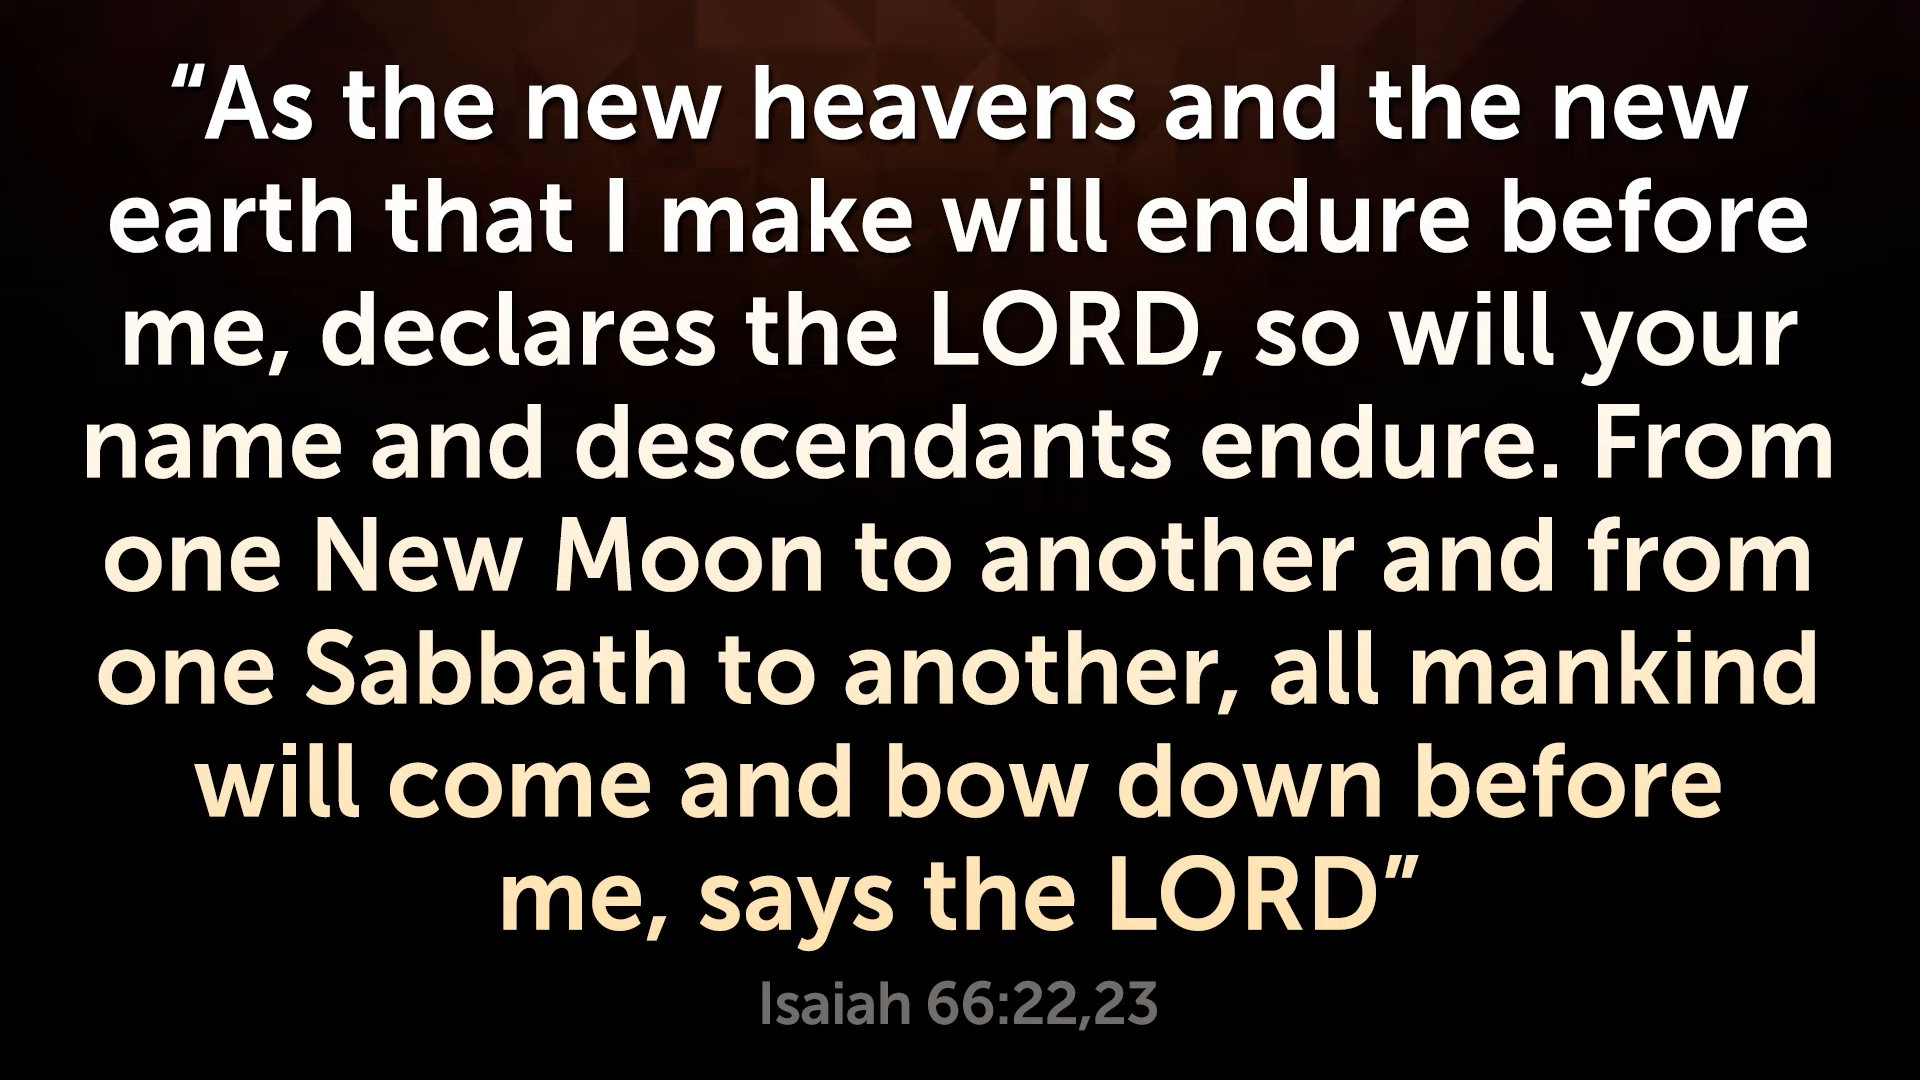 “As the new heavens and the new
earth that I make will endure before
me, declares the LORD, so will your
name and descendants endure. From
one New Moon to another and from
one Sabbath to another, all mankind
will come and bow down before
me, says the LORD”
Isaiah 66:22,23